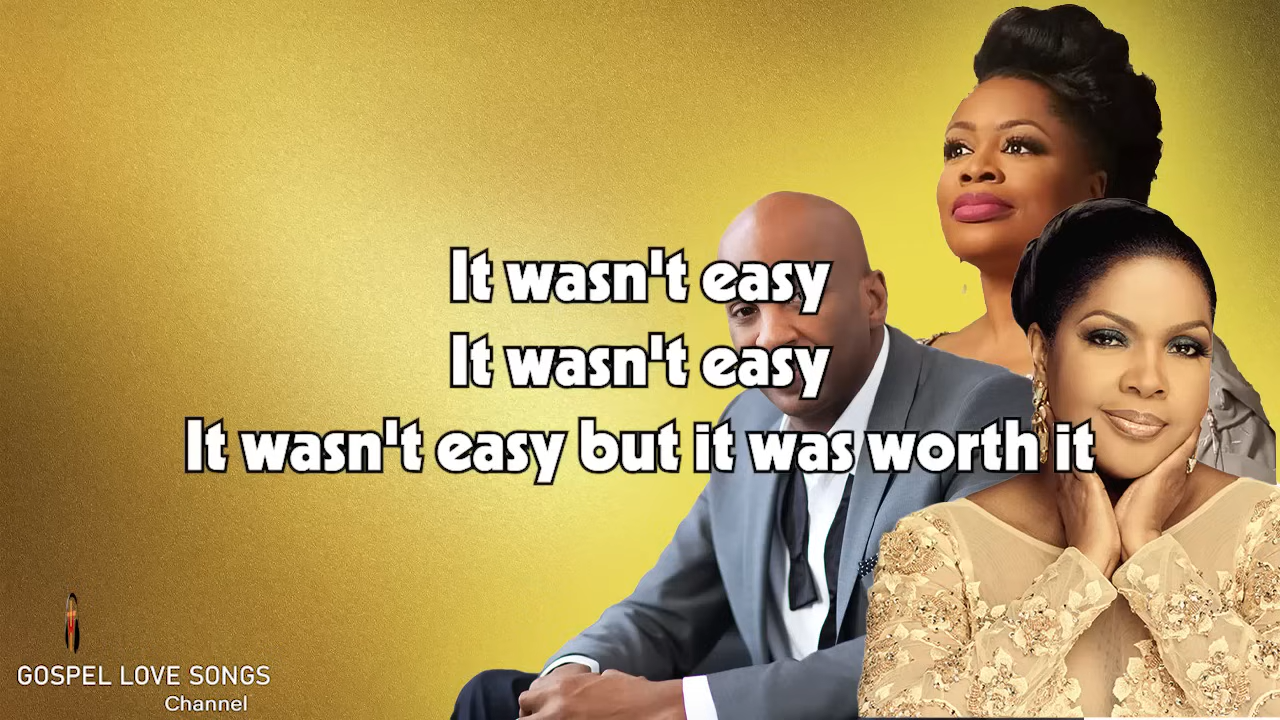 It wasn't easy
It wasn't easy
It wasn't easy but it was worth it
GOSPEL LOVE SONGS
Channel